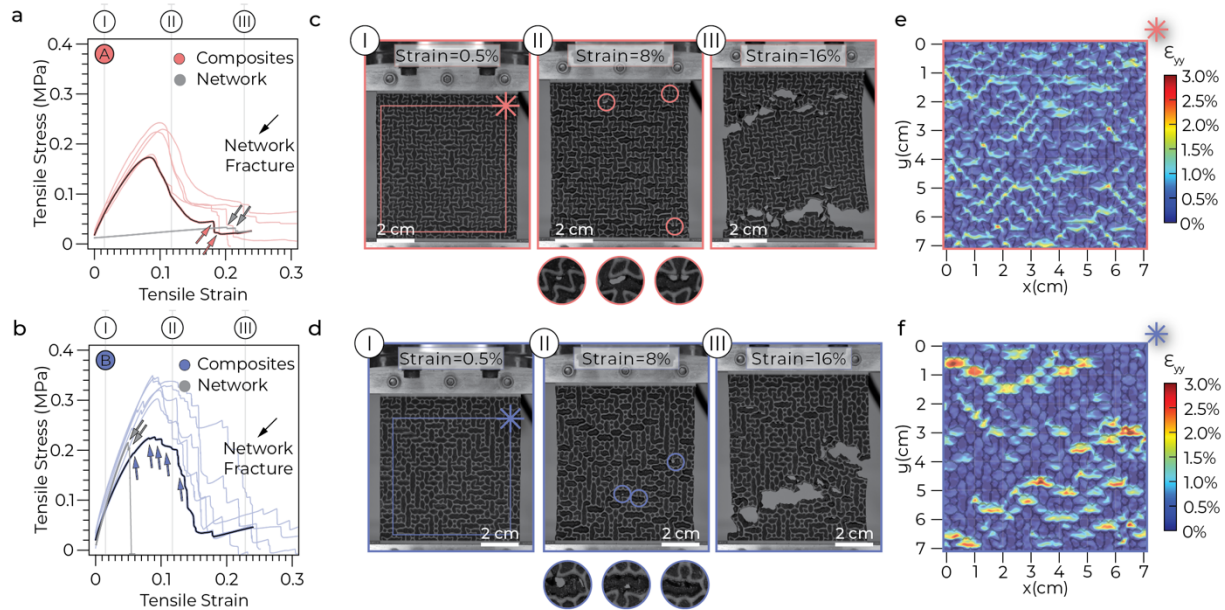 a
I
II
III
0.4
0.3
0.2
0.1
0
Tensile Stress (MPa)
A
Composites
Network
Network
Fracture
0
0.1
0.2
0.3
Tensile Strain
b
I
II
III
0.4
0.3
0.2
0.1
0
Tensile Stress (MPa)
B
Composites
Network
Network
Fracture
0
0.1
0.2
0.3
Tensile Strain
c
I
Strain=0.5%
2 cm
II
Strain=8%
2 cm
III
Strain=16%
2 cm
d
I
Strain=0.5%
2 cm
II
Strain=8%
2 cm
III
Strain=16%
2 cm
e
0
1
2
3
4
5
6
7
y(cm)
0 1 2 3 4 5 6 7
x(cm)
εyy
3.0%
2.5%
2.0%
1.5%
1.0%
0.5%
0%
f
0
1
2
3
4
5
6
7
y(cm)
0 1 2 3 4 5 6 7
x(cm)
εyy
3.0%
2.5%
2.0%
1.5%
1.0%
0.5%
0%